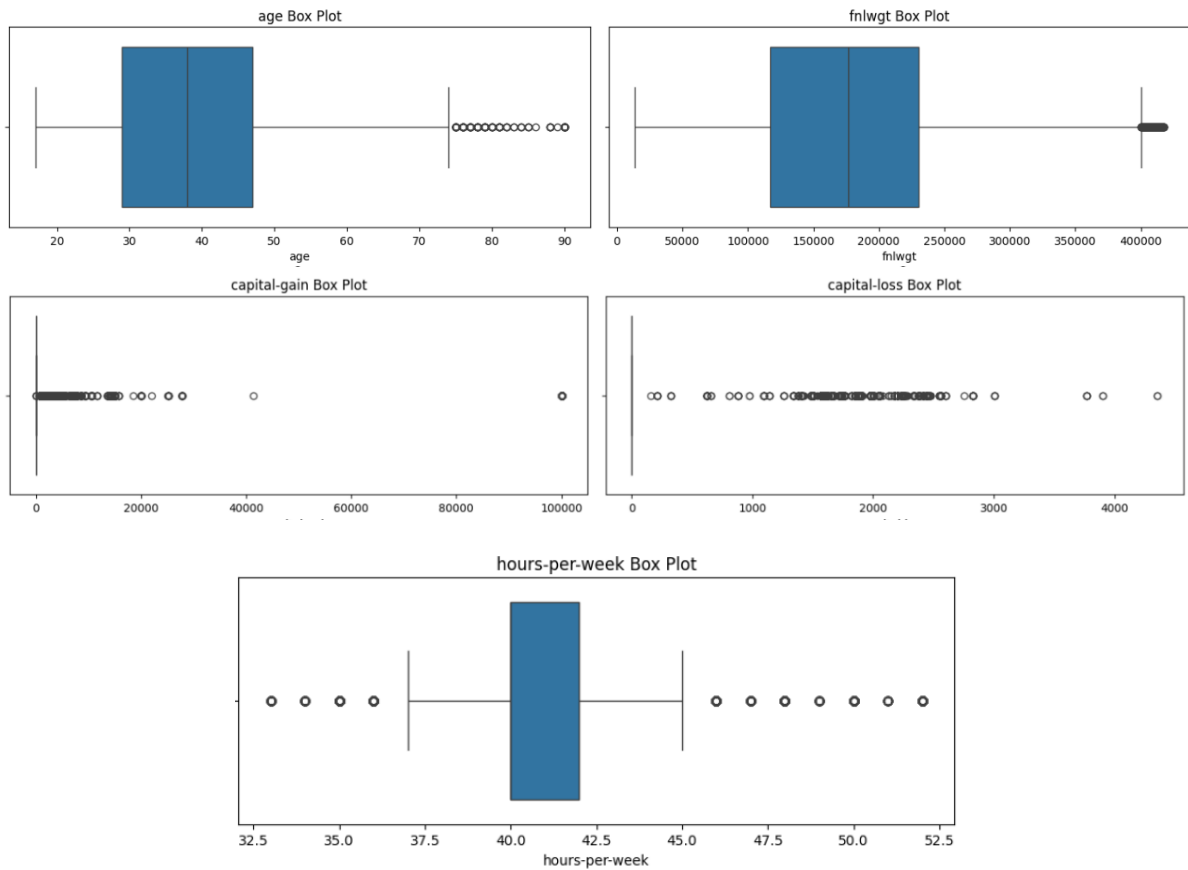 age Box Plot
20 30 40 50 60 70 80 90
age
fnlwgt Box Plot
0 50000 100000 150000 200000 250000 300000 350000 400000
fnlwgt
capital-gain Box Plot
0 20000 40000 60000 80000 100000
capital-loss Box Plot
0 1000 2000 3000 4000
hours-per-week Box Plot
32.5 35.0 37.5 40.0 42.5 45.0 47.5 50.0 52.5
hours-per-week